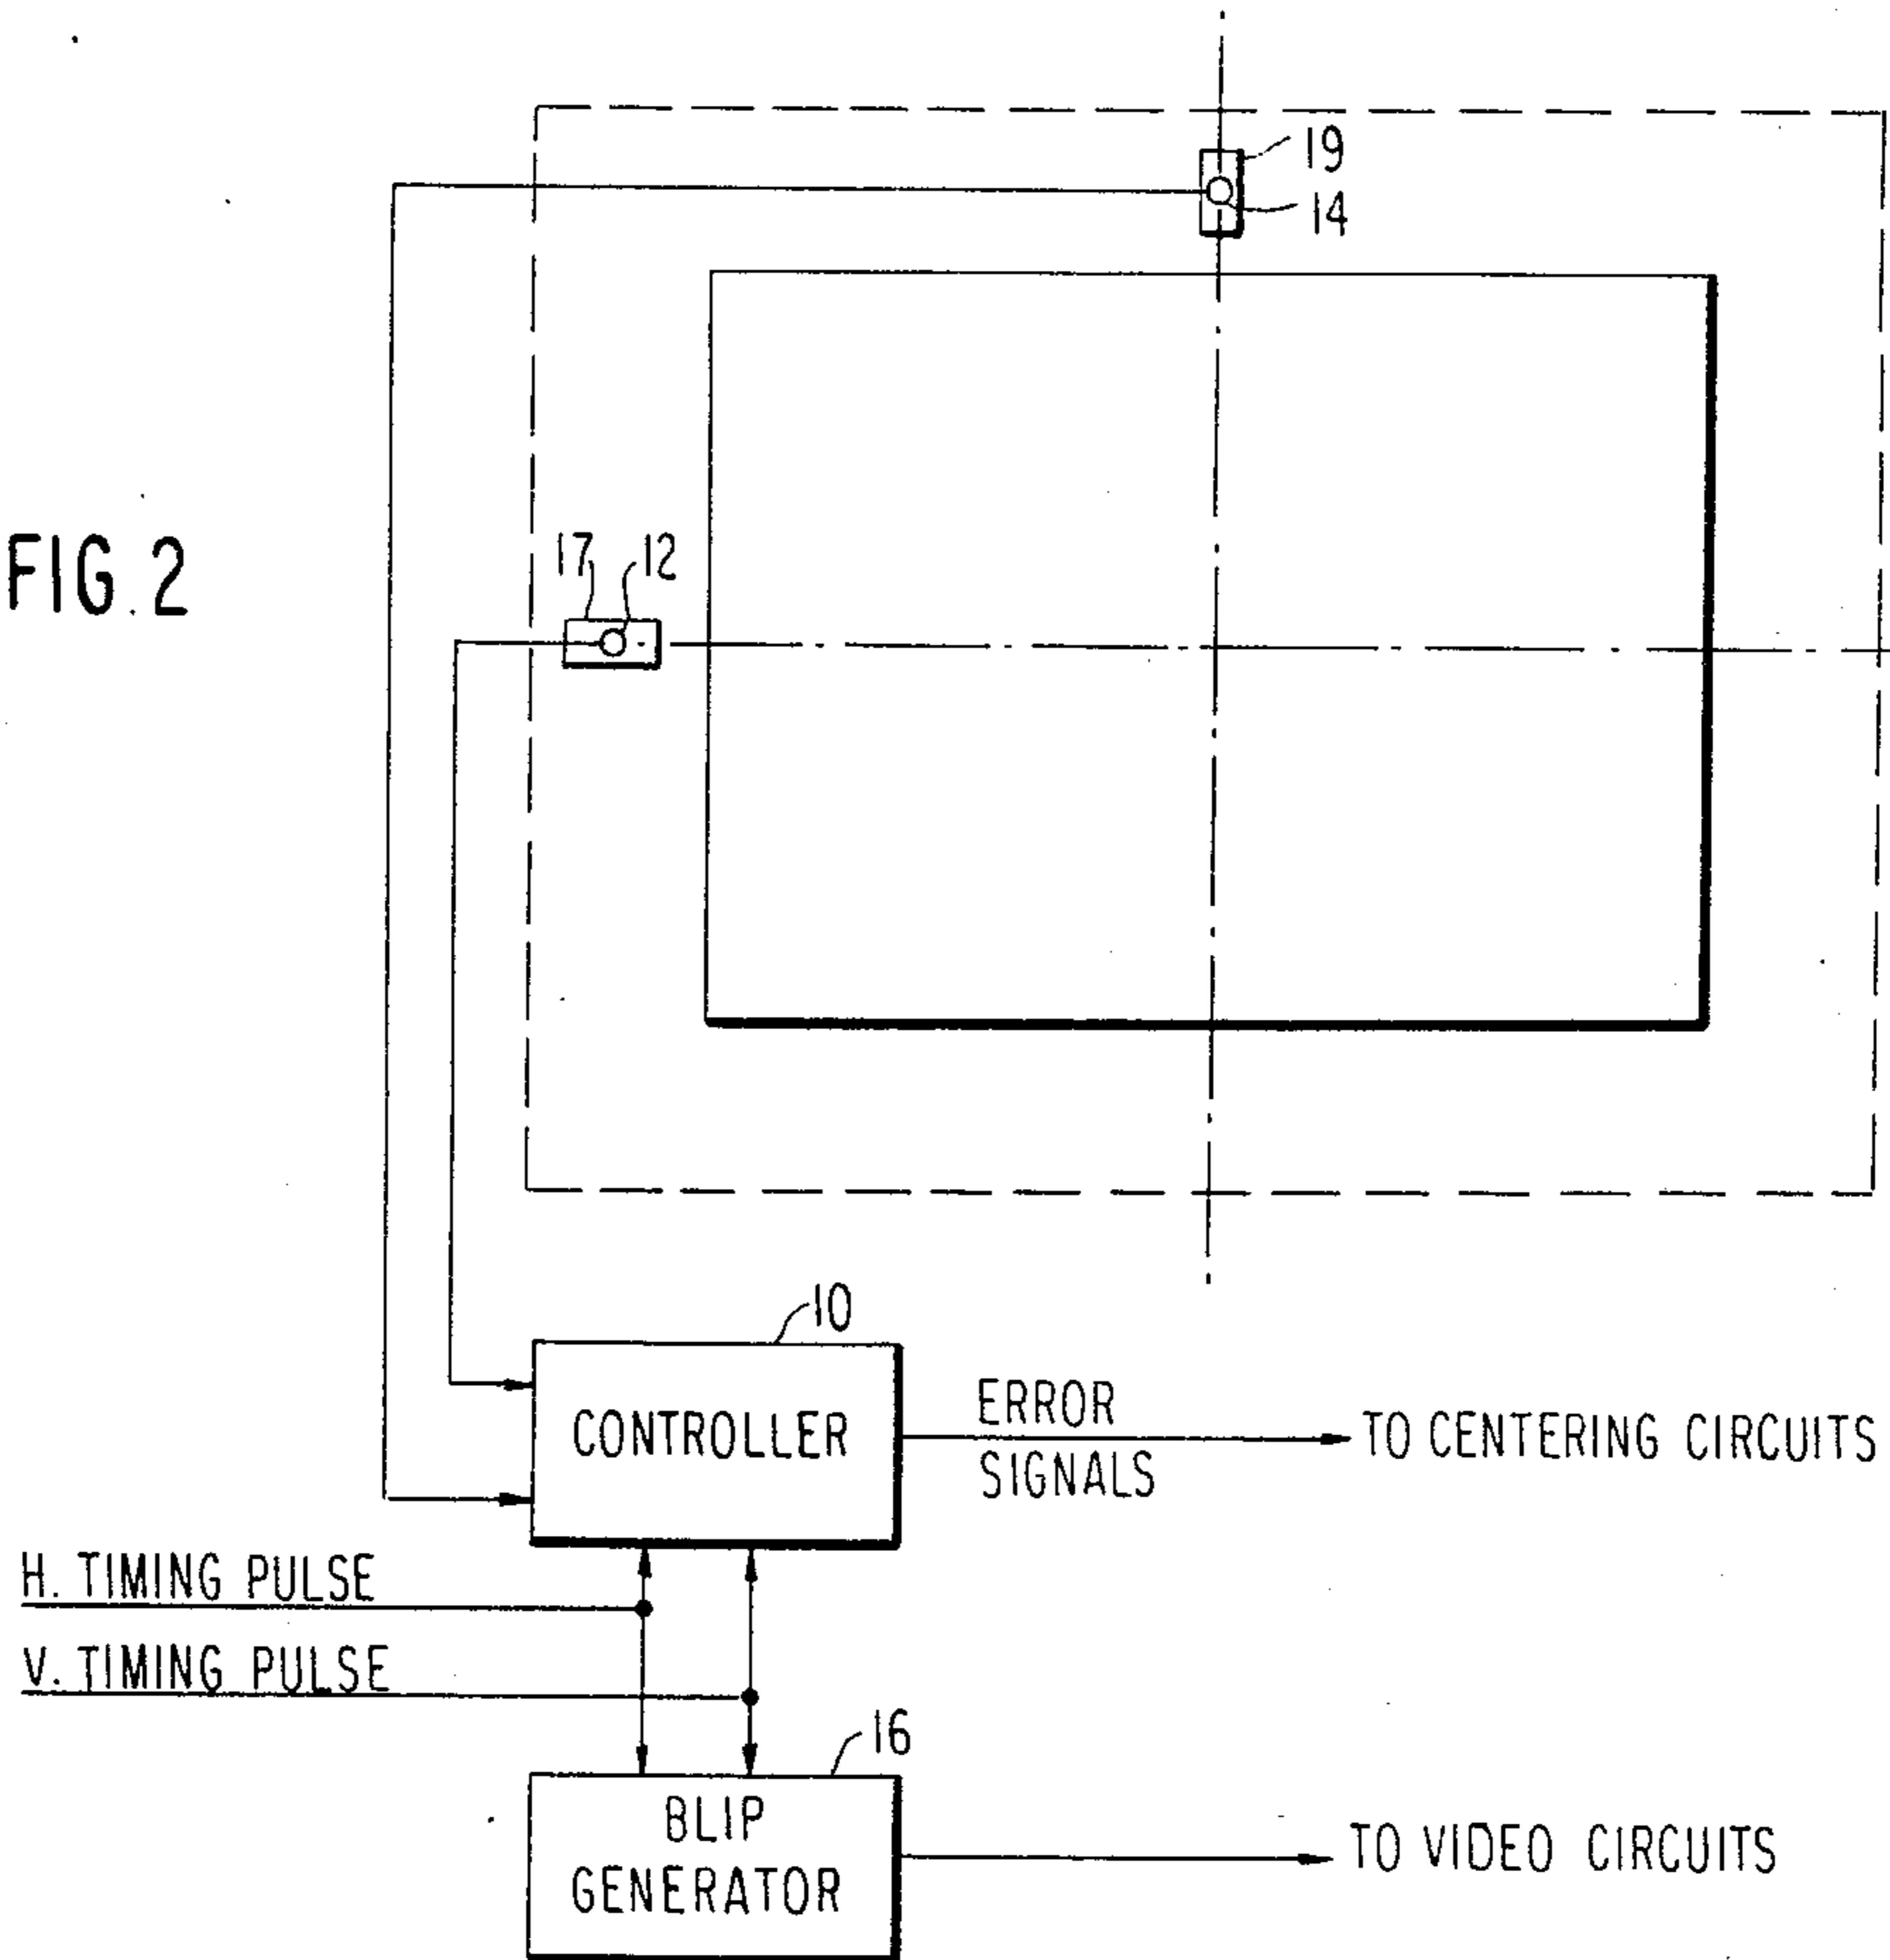 19
14
FIG. 2
17 12
10
CONTROLLER
ERROR
SIGNALS
TO CENTERING CIRCUITS
H. TIMING PULSE
V. TIMING PULSE
16
BLIP
GENERATOR
TO VIDEO CIRCUITS